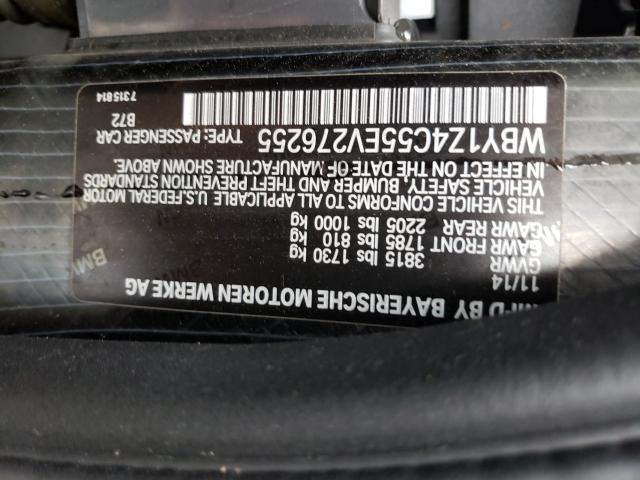 MF'D BY BAYERISCHE MOTOREN WERKE AG
11/14
GVWR
3815 lbs 1730 kg
GAWR FRONT 1785 lbs 810 kg
GAWR REAR 2205 lbs 1000 kg
THIS VEHICLE CONFORMS TO ALL APPLICABLE U.S.FEDERAL MOTOR
VEHICLE SAFETY, BUMPER AND THEFT PREVENTION STANDARDS
IN EFFECT ON THE DATE OF MANUFACTURE SHOWN ABOVE.
WBY1Z4C55EV276255 TYPE: PASSENGER CAR
B72
7315814